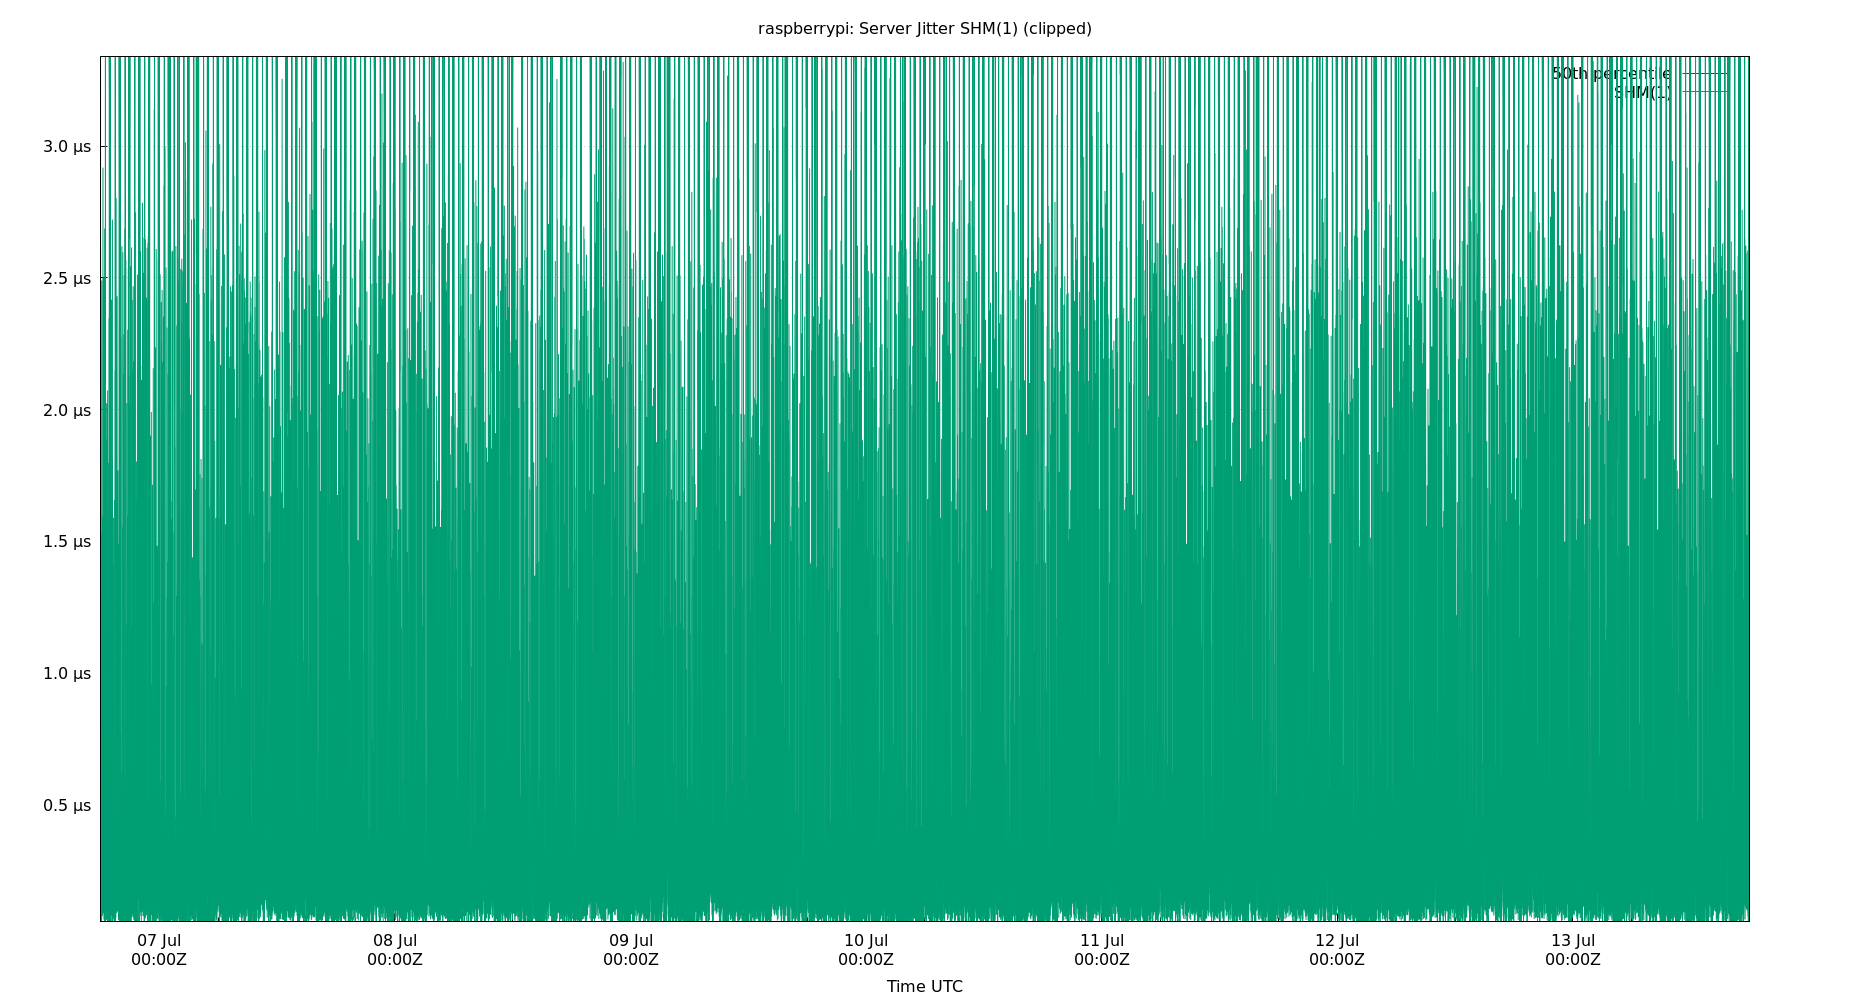 raspberrypi: Server Jitter SHM(1) (clipped)
50th percentile
SHM(1)
3.0 µs
2.5 µs
2.0 µs
1.5 µs
1.0 µs
0.5 µs
07 Jul 08 Jul 09 Jul 10 Jul 11 Jul 12 Jul 13 Jul
00:00Z 00:00Z 00:00Z 00:00Z 00:00Z 00:00Z 00:00Z
Time UTC